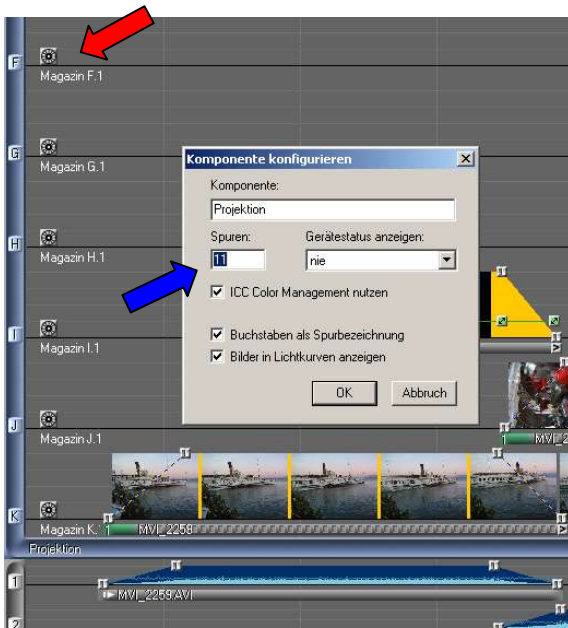 F
Magazin F.1
G
Magazin G.1
Komponente konfigurieren
Komponente:
Projektion
Spuren:
Gerätestatus anzeigen:
11
nie
ICC Color Management nutzen
Buchstaben als Spurbezeichnung
Bilder in Lichtkurven anzeigen
OK
Abbruch
H
Magazin H.1
I
Magazin I.1
J
Magazin J.1
1
MVI_2
K
Magazin K.
1
MVI_2258
Projektion
1
MVI_2259.AVI
2